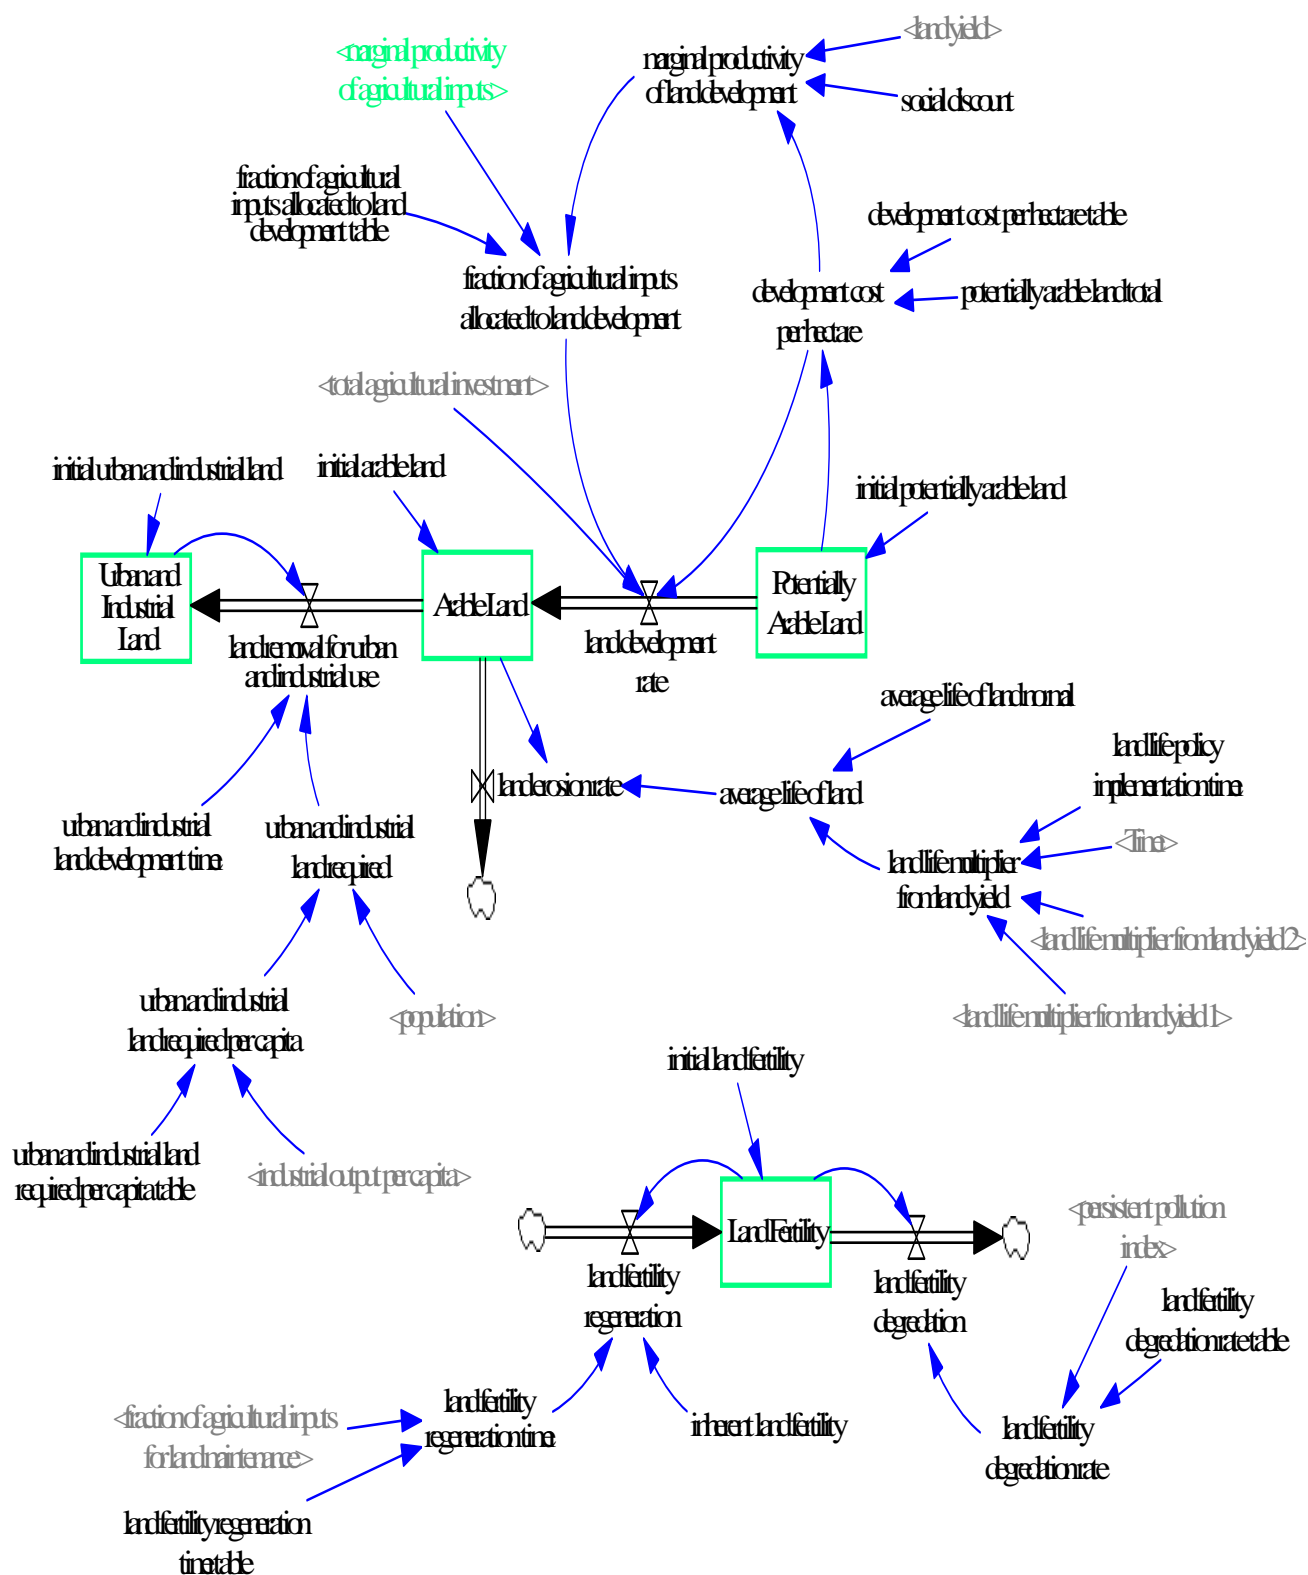 <marginal productivity
of agricultural inputs>
marginal productivity
of land development
<land yield>
social discount
fraction of agricultural
inputs allocated to land
development table
development cost per hectare table
fraction of agricultural inputs
allocated to land development
development cost
per hectare
potentially arable land total
<total agricultural investment>
initial urban and industrial land
initial arable land
initial potentially arable land
Urban and
Industrial
Land
Arable Land
Potentially
Arable Land
land removal for urban
and industrial use
land development
rate
average life of land normal
land life policy
implementation time
land erosion rate
average life of land
urban and industrial
land development time
urban and industrial
land required
<Time>
land life multiplier
from land yield
<land life multiplier from land yield 2>
<land life multiplier from land yield 1>
urban and industrial
land required per capita
<population>
initial land fertility
urban and industrial land
required per capita table
<industrial output per capita>
Land Fertility
<persistent pollution
index>
land fertility
regeneration
land fertility
degredation
land fertility
degredation rate table
<fraction of agricultural inputs
for land maintenance>
land fertility
regeneration time
inherent land fertility
land fertility
degredation rate
land fertility regeneration
time table